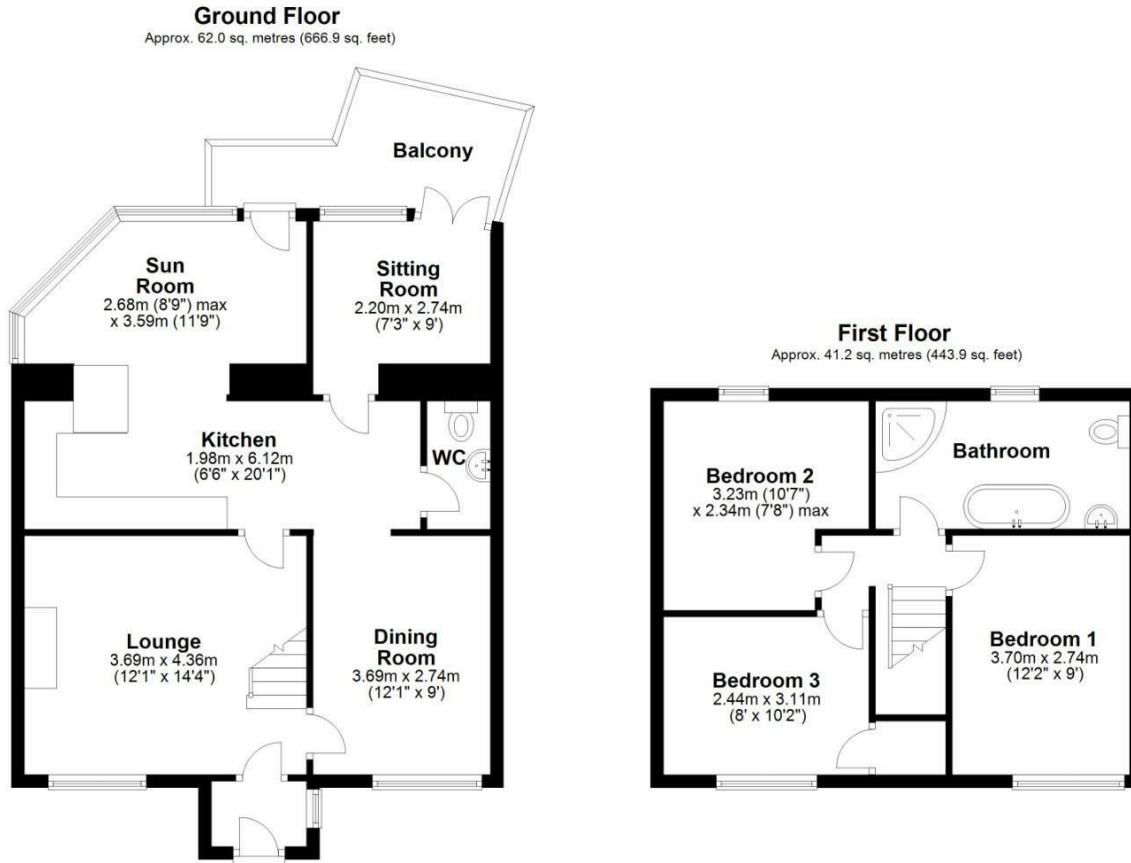 Ground Floor
Approx. 62.0 sq. metres (666.9 sq. feet)
Balcony
Sun
Room
2.68m (8'9") max
x 3.59m (11'9")
Sitting
Room
2.20m x 2.74m
(7'3" x 9')
Kitchen
1.98m x 6.12m
(6'6" x 20'1")
WC
Lounge
3.69m x 4.36m
(12'1" x 14'4")
Dining
Room
3.69m x 2.74m
(12'1" x 9')
First Floor
Approx. 41.2 sq. metres (443.9 sq. feet)
Bedroom 2
3.23m (10'7")
x 2.34m (7'8") max
Bathroom
Bedroom 3
2.44m x 3.11m
(8' x 10'2")
Bedroom 1
3.70m x 2.74m
(12'2" x 9')